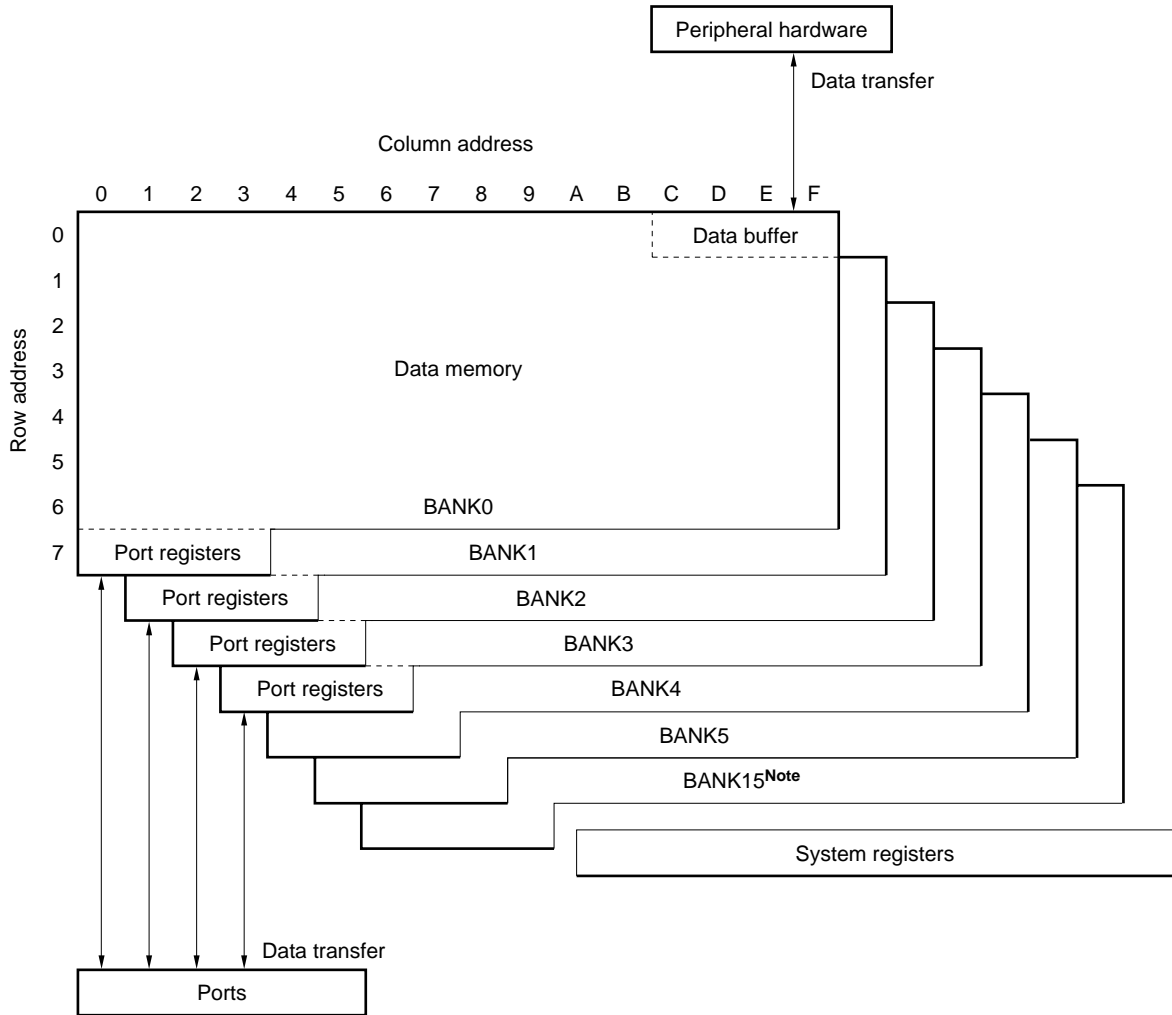 Peripheral hardware
Data transfer
Column address
0 1 2 3 4 5 6 7 8 9 A B C D E F
Row address
0
Data buffer
1
2
3
Data memory
4
5
6
BANK0
7
Port registers
BANK1
Port registers
BANK2
Port registers
BANK3
Port registers
BANK4
BANK5
BANK15Note
System registers
Data transfer
Ports